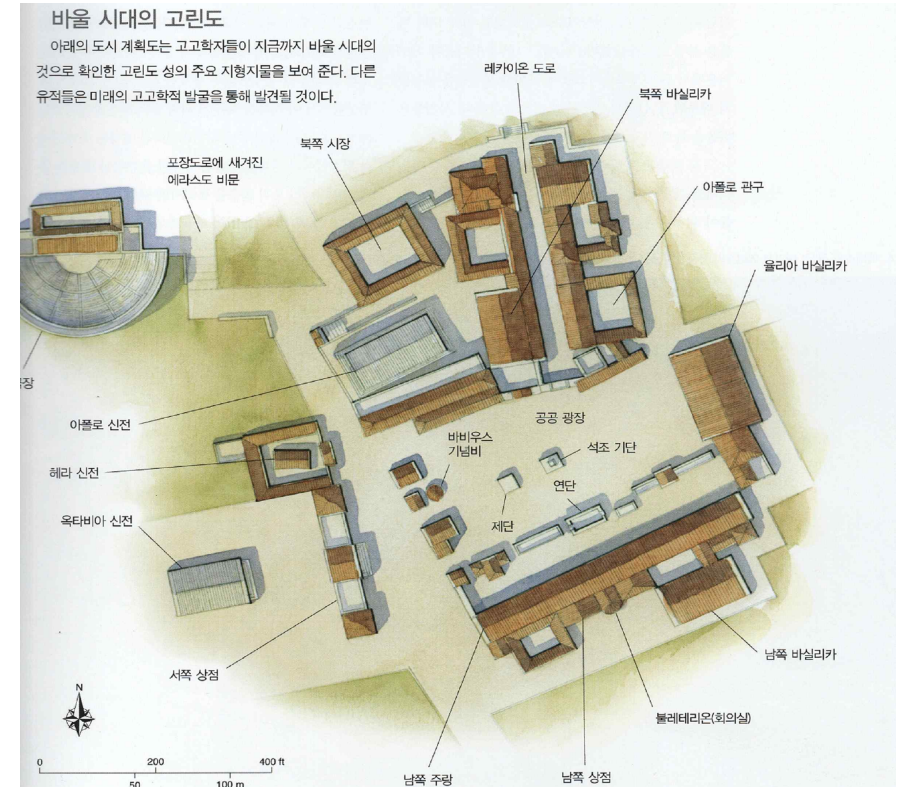 바울 시대의 고린도
아래의 도시 계획도는 고고학자들이 지금까지 바울 시대의
것으로 확인한 고린도 성의 주요 지형지물을 보여 준다. 다른
유적들은 미래의 고고학적 발굴을 통해 발견될 것이다.
레카이온 도로
북쪽 바실리카
북쪽 시장
포장도로에 새겨진
에라스도 비문
아폴로 관구
율리아 바실리카
장
아폴로 신전
공공 광장
바비우스
기념비
석조 기단
헤라 신전
연단
제단
옥타비아 신전
남쪽 바실리카
서쪽 상점
N
불레테리온(회의실)
0 200 400 ft
50 100 m
남쪽 주랑
남쪽 상점